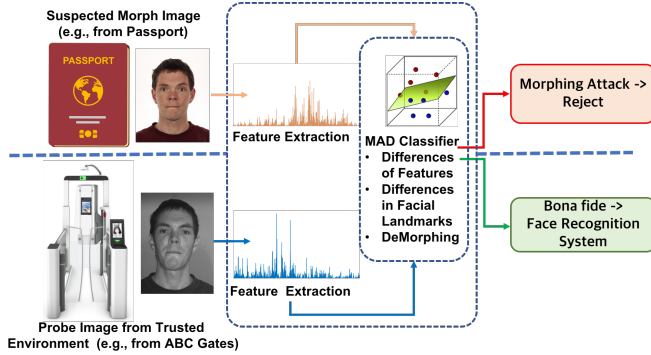 Suspected Morph Image
(e.g., from Passport)
PASSPORT
Feature Extraction
MAD Classifier
• Differences
of Features
• Differences
in Facial
Landmarks
• DeMorphing
Morphing Attack ->
Reject
Bona fide ->
Face Recognition
System
Feature Extraction
Probe Image from Trusted
Environment (e.g., from ABC Gates)